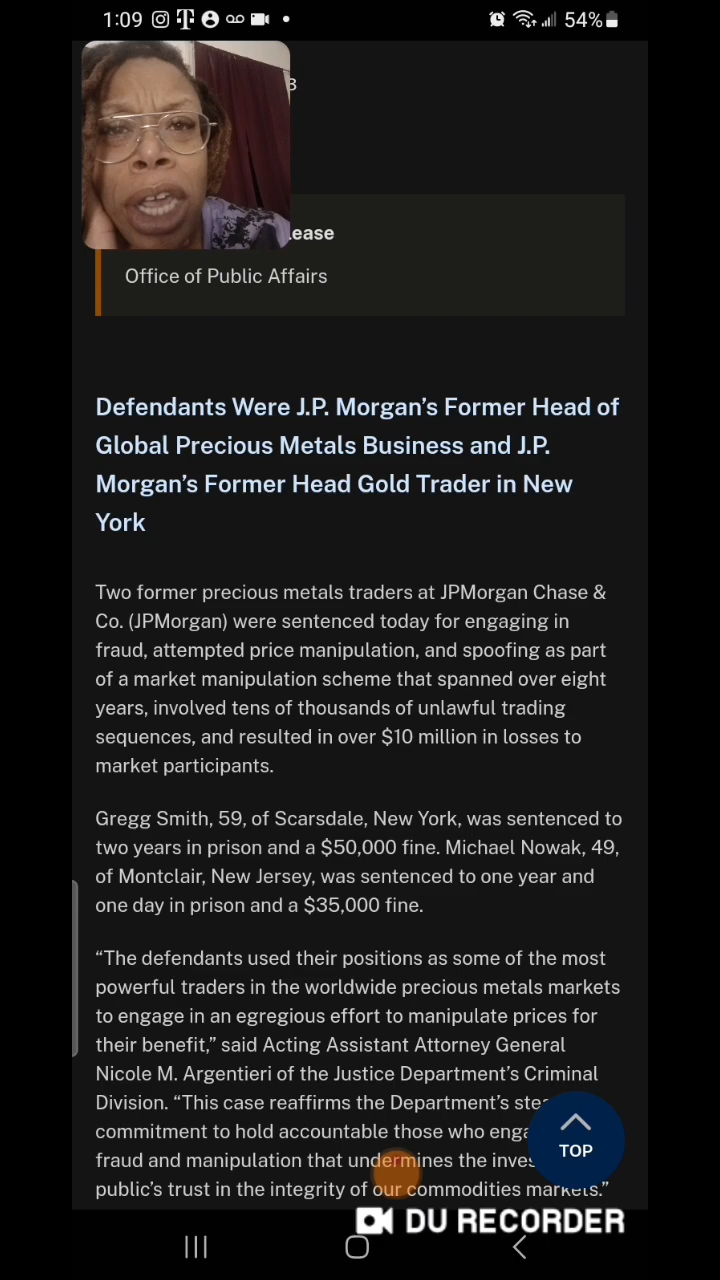 1:09
54%
3
ease
Office of Public Affairs
Defendants Were J.P. Morgan’s Former Head of
Global Precious Metals Business and J.P.
Morgan’s Former Head Gold Trader in New
York
Two former precious metals traders at JPMorgan Chase &
Co. (JPMorgan) were sentenced today for engaging in
fraud, attempted price manipulation, and spoofing as part
of a market manipulation scheme that spanned over eight
years, involved tens of thousands of unlawful trading
sequences, and resulted in over $10 million in losses to
market participants.
Gregg Smith, 59, of Scarsdale, New York, was sentenced to
two years in prison and a $50,000 fine. Michael Nowak, 49,
of Montclair, New Jersey, was sentenced to one year and
one day in prison and a $35,000 fine.
“The defendants used their positions as some of the most
powerful traders in the worldwide precious metals markets
to engage in an egregious effort to manipulate prices for
their benefit,” said Acting Assistant Attorney General
Nicole M. Argentieri of the Justice Department’s Criminal
Division. “This case reaffirms the Department’s
commitment to hold accountable those who
fraud and manipulation that undermines the
public’s trust in the integrity of our commodities markets.”
TOP
DU RECORDER